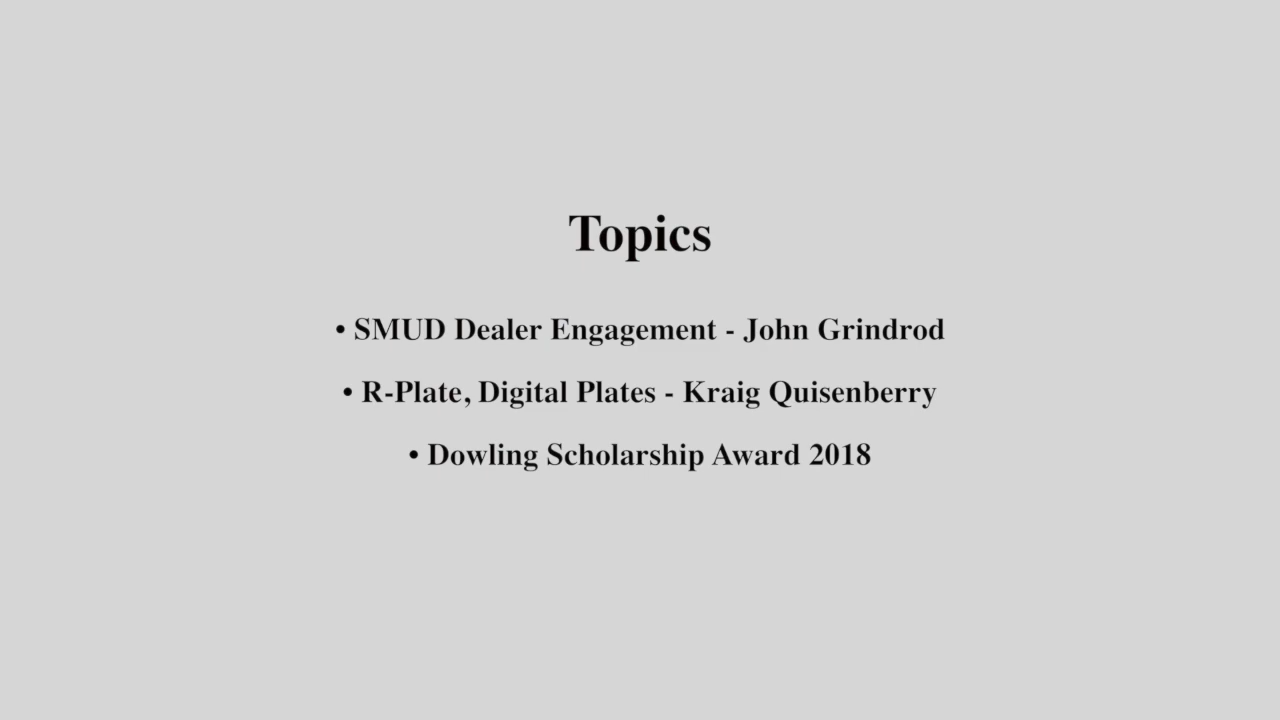 Topics
• SMUD Dealer Engagement - John Grindrod
• R-Plate, Digital Plates - Kraig Quisenberry
• Dowling Scholarship Award 2018